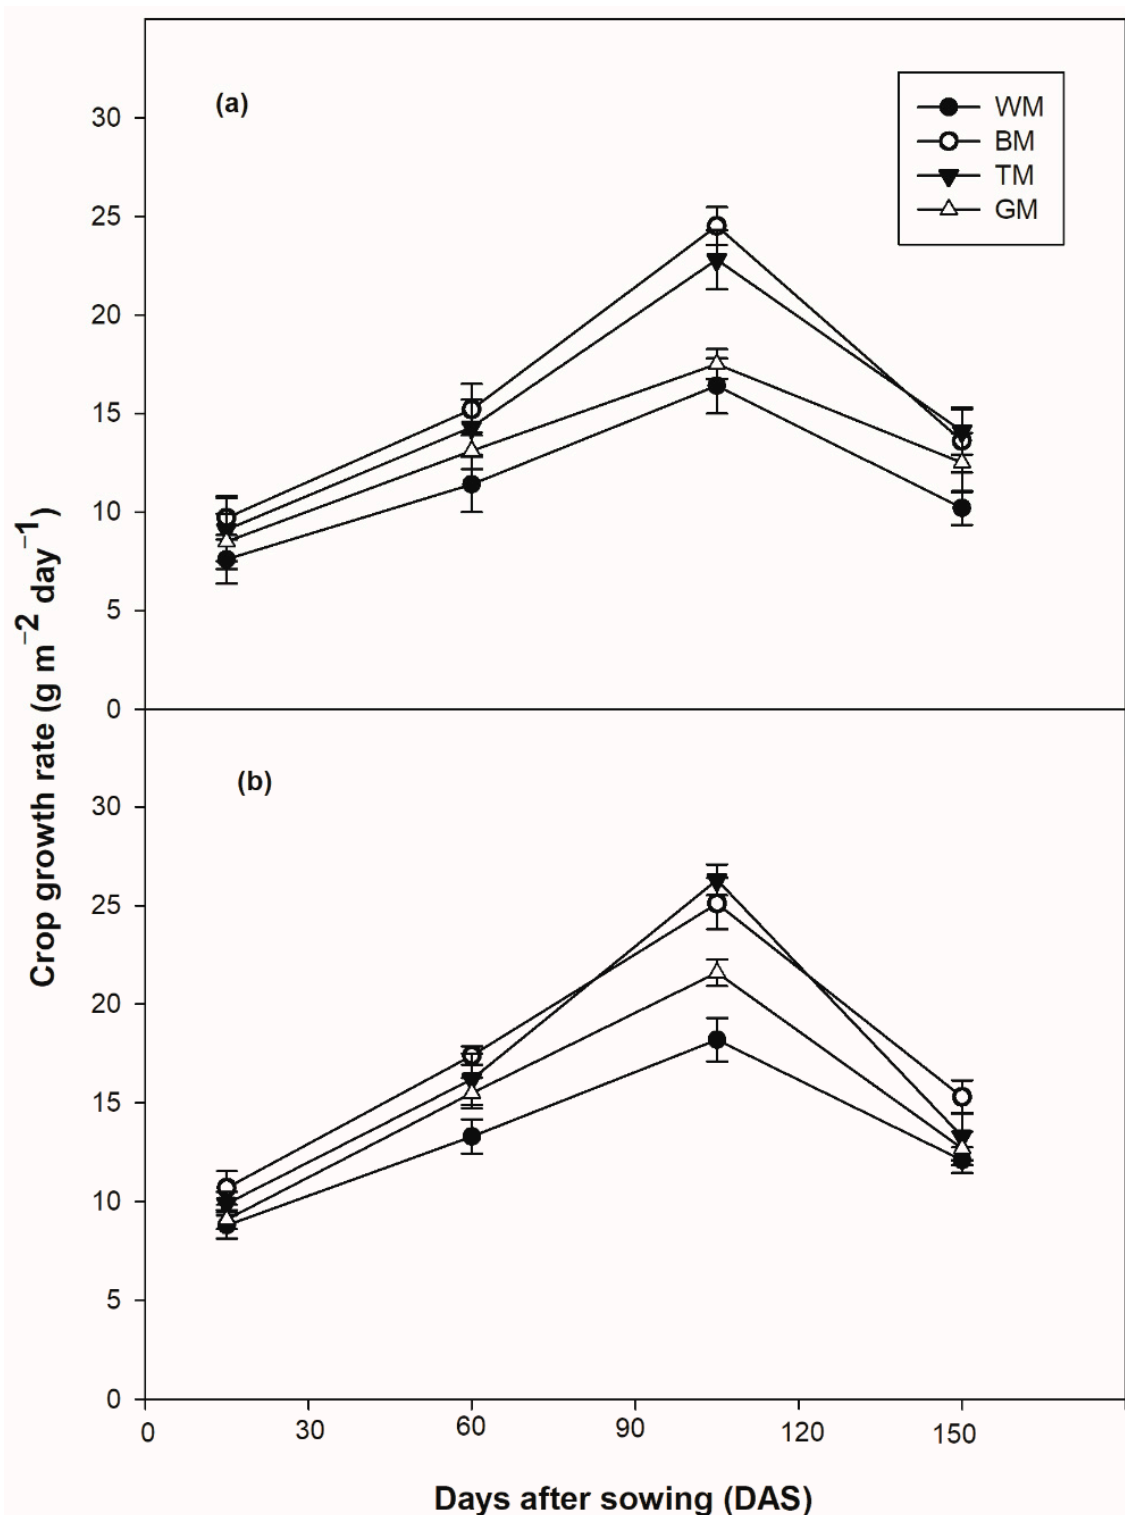 (a)
WM
BM
TM
GM
30
25
20
15
10
5
0
Crop growth rate (g m⁻² day⁻¹)
(b)
30
25
20
15
10
5
0
0 30 60 90 120 150
Days after sowing (DAS)